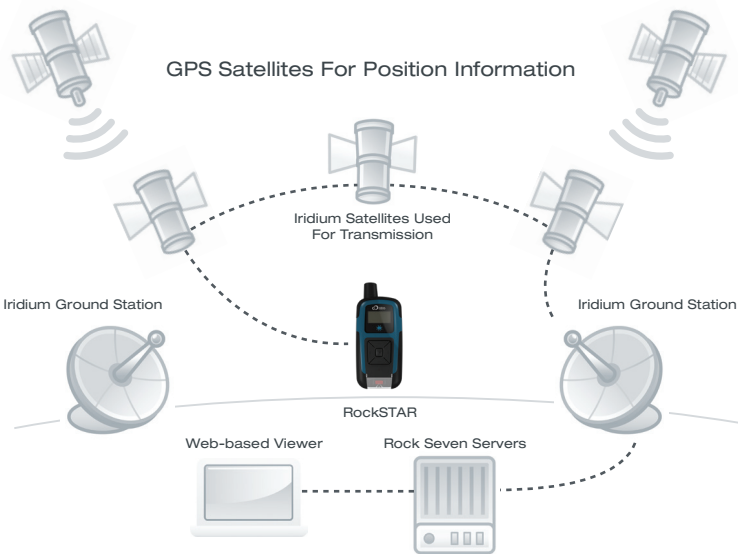 GPS Satellites For Position Information
Iridium Satellites Used
For Transmission
Iridium Ground Station
Iridium Ground Station
RockSTAR
Web-based Viewer
Rock Seven Servers